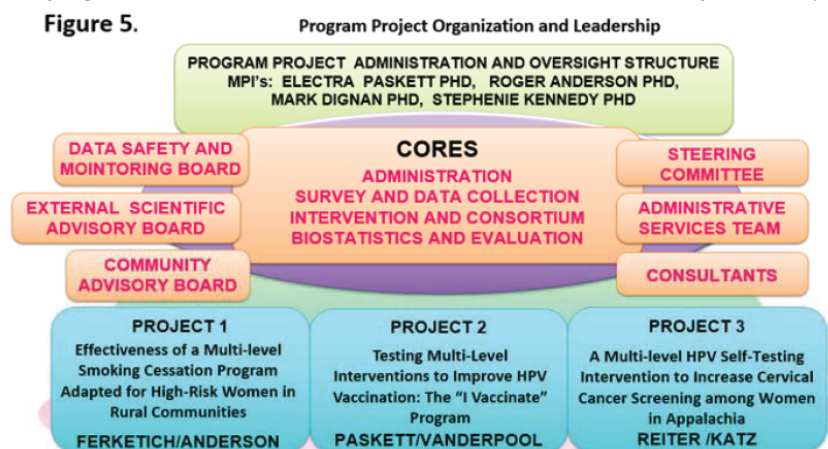 Figure 5.
Program Project Organization and Leadership
PROGRAM PROJECT ADMINISTRATION AND OVERSIGHT STRUCTURE
MPI's: ELECTRA PASKETT PHD, ROGER ANDERSON PHD,
MARK DIGNAN PHD, STEPHENIE KENNEDY PHD
DATA SAFETY AND
MOINTORING BOARD
EXTERNAL SCIENTIFIC
ADVISORY BOARD
COMMUNITY
ADVISORY BOARD
CORES
ADMINISTRATION
SURVEY AND DATA COLLECTION
INTERVENTION AND CONSORTIUM
BIOSTATISTICS AND EVALUATION
STEERING
COMMITTEE
ADMINISTRATIVE
SERVICES TEAM
CONSULTANTS
PROJECT 1
Effectiveness of a Multi-level
Smoking Cessation Program
Adapted for High-Risk Women in
Rural Communities
FERKETICH/ANDERSON
PROJECT 2
Testing Multi-Level
Interventions to Improve HPV
Vaccination: The “I Vaccinate”
Program
PASKETT/VANDERPOOL
PROJECT 3
A Multi-level HPV Self-Testing
Intervention to Increase Cervical
Cancer Screening among Women
in Appalachia
REITER /KATZ